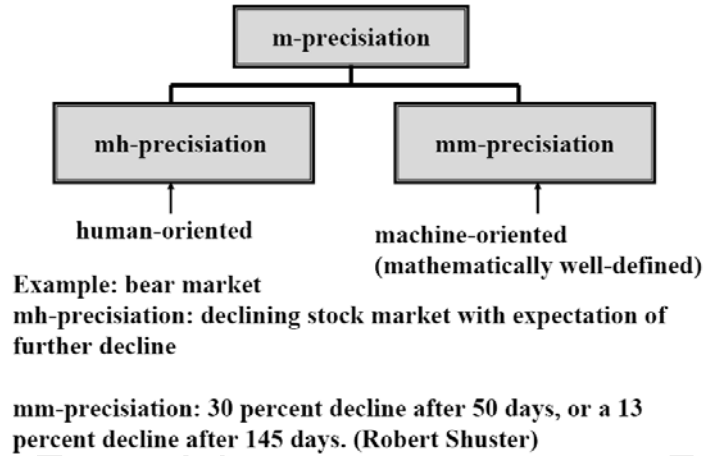 m-precisiation
mh-precisiation
mm-precisiation
human-oriented
machine-oriented
(mathematically well-defined)
Example: bear market
mh-precisiation: declining stock market with expectation of
further decline
mm-precisiation: 30 percent decline after 50 days, or a 13
percent decline after 145 days. (Robert Shuster)